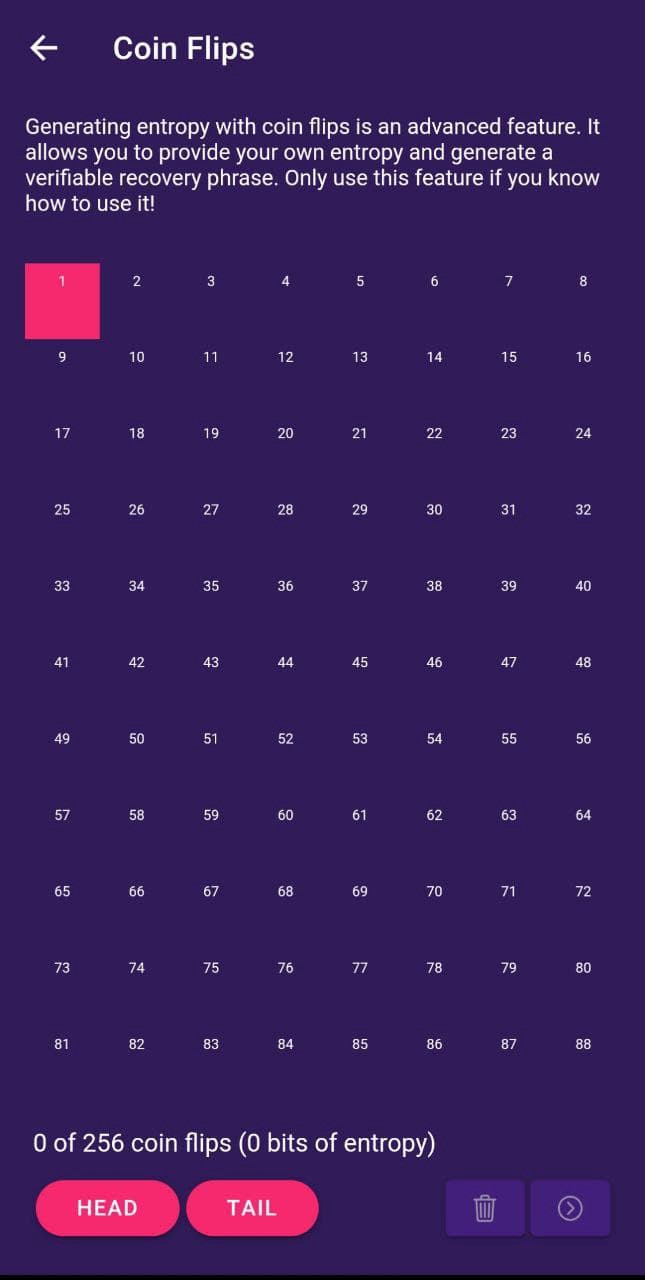 Coin Flips
Generating entropy with coin flips is an advanced feature. It
allows you to provide your own entropy and generate a
verifiable recovery phrase. Only use this feature if you know
how to use it!
1 2 3 4 5 6 7 8
9 10 11 12 13 14 15 16
17 18 19 20 21 22 23 24
25 26 27 28 29 30 31 32
33 34 35 36 37 38 39 40
41 42 43 44 45 46 47 48
49 50 51 52 53 54 55 56
57 58 59 60 61 62 63 64
65 66 67 68 69 70 71 72
73 74 75 76 77 78 79 80
81 82 83 84 85 86 87 88
0 of 256 coin flips (0 bits of entropy)
HEAD TAIL